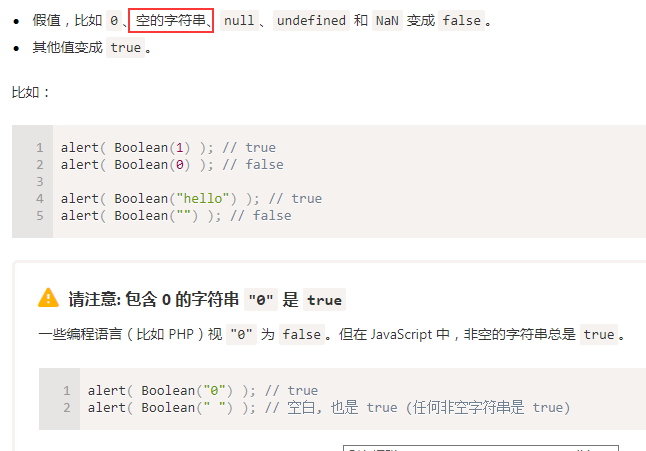 假值，比如 0、空的字符串、null、undefined 和 NaN 变成 false。
其他值变成 true。
比如：
1 alert( Boolean(1) ); // true
2 alert( Boolean(0) ); // false
3
4 alert( Boolean("hello") ); // true
5 alert( Boolean("") ); // false
请注意: 包含 0 的字符串 "0" 是 true
一些编程语言（比如 PHP）视 "0" 为 false。但在 JavaScript 中，非空的字符串总是 true。
1 alert( Boolean("0") ); // true
2 alert( Boolean(" ") ); // 空白, 也是 true (任何非空字符串是 true)